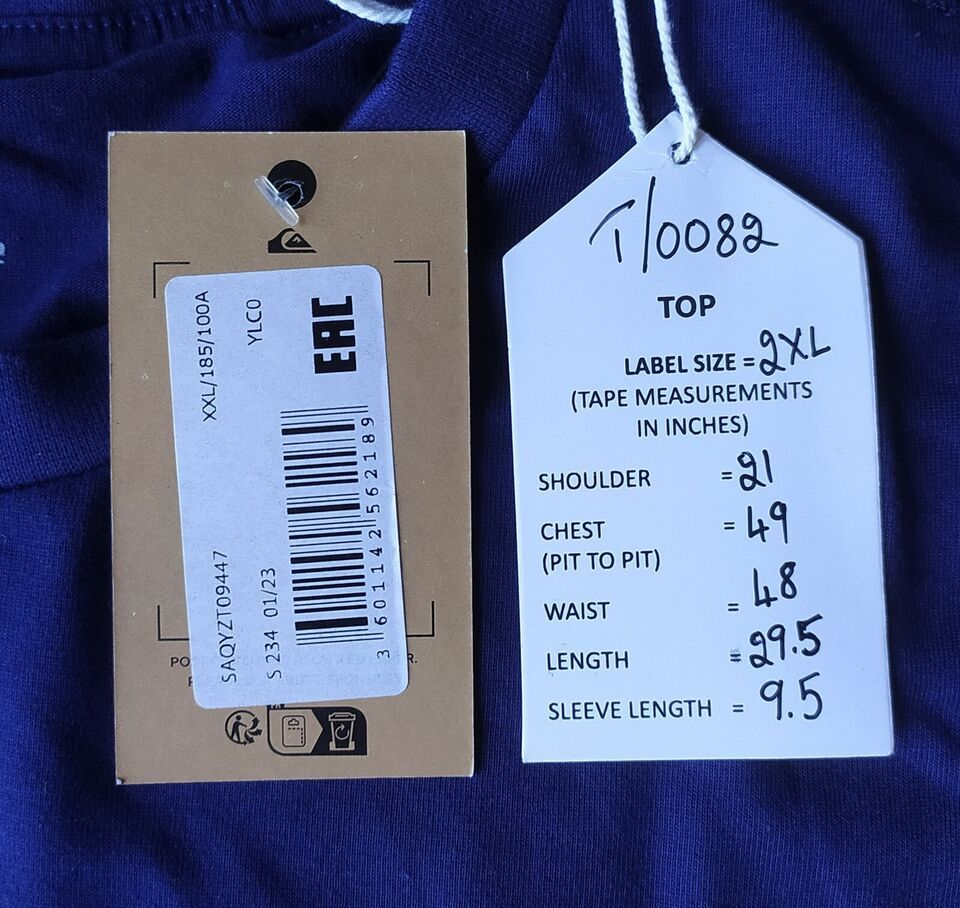 XXL/185/100A
YLC0
EAC
SAQYZT09447
S 234 01/23
3 601142 562189
T/0082
TOP
LABEL SIZE = 2XL
(TAPE MEASUREMENTS
IN INCHES)
SHOULDER = 21
CHEST = 49
(PIT TO PIT)
WAIST = 48
LENGTH = 29.5
SLEEVE LENGTH = 9.5